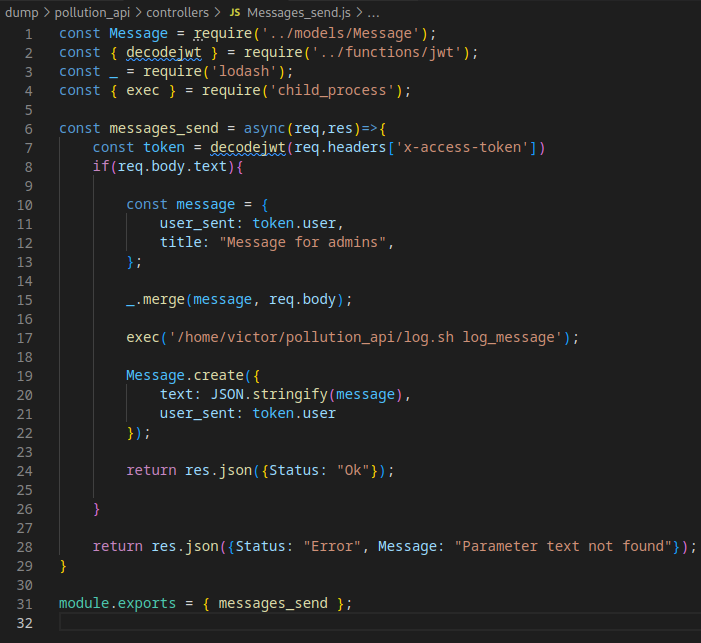 dump > pollution_api > controllers > JS Messages_send.js > ...
1 const Message = require('../models/Message');
2 const { decodejwt } = require('../functions/jwt');
3 const _ = require('lodash');
4 const { exec } = require('child_process');
5
6 const messages_send = async(req,res)=>{
7     const token = decodejwt(req.headers['x-access-token'])
8     if(req.body.text){
9
10         const message = {
11             user_sent: token.user,
12             title: "Message for admins",
13         };
14
15         _.merge(message, req.body);
16
17         exec('/home/victor/pollution_api/log.sh log_message');
18
19         Message.create({
20             text: JSON.stringify(message),
21             user_sent: token.user
22         });
23
24         return res.json({Status: "Ok"});
25
26     }
27
28     return res.json({Status: "Error", Message: "Parameter text not found"});
29 }
30
31 module.exports = { messages_send };
32